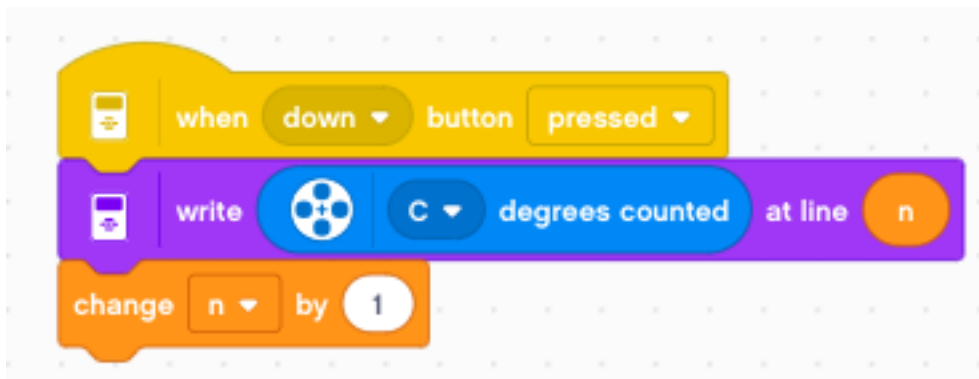 when down button pressed
write C degrees counted at line n
change n by 1